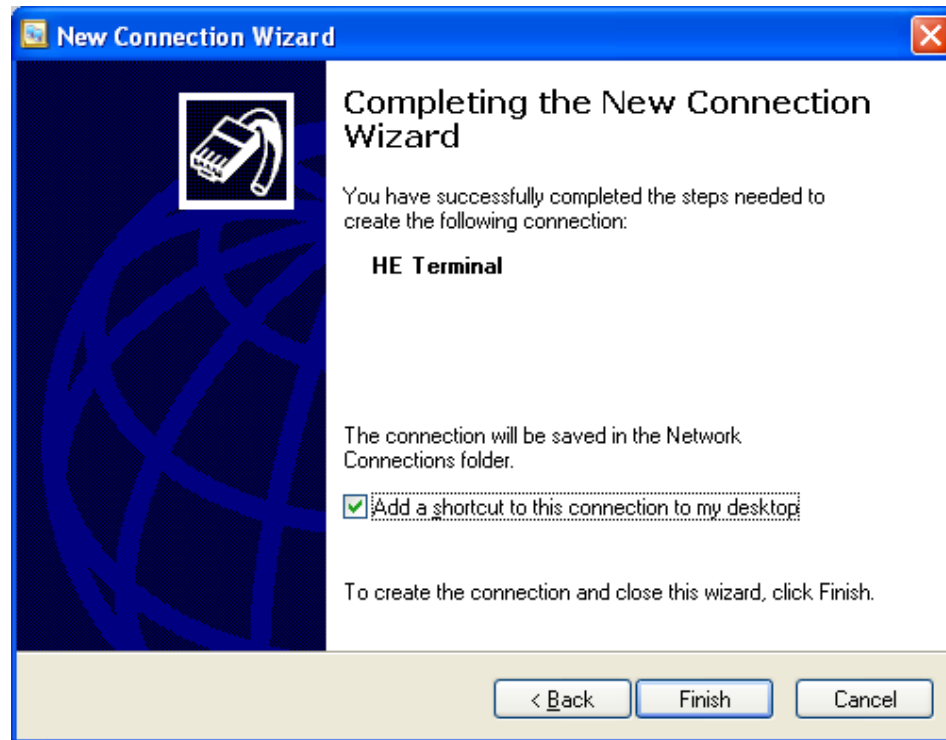 New Connection Wizard
Completing the New Connection
Wizard
You have successfully completed the steps needed to
create the following connection:
HE Terminal
The connection will be saved in the Network
Connections folder.
Add a shortcut to this connection to my desktop
To create the connection and close this wizard, click Finish.
< Back Finish Cancel